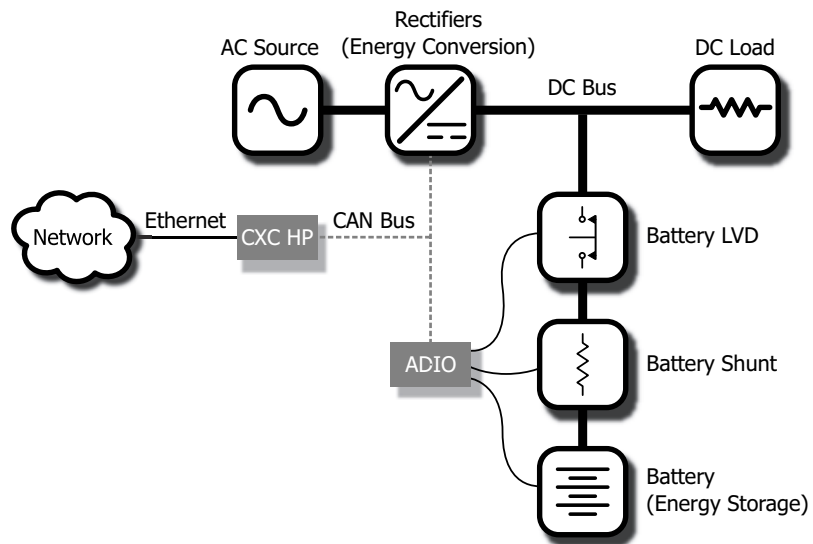 Rectifiers
AC Source
(Energy Conversion)
DC Load
DC Bus
Ethernet
CAN Bus
Network
CXC HP
Battery LVD
ADIO
Battery Shunt
Battery
(Energy Storage)